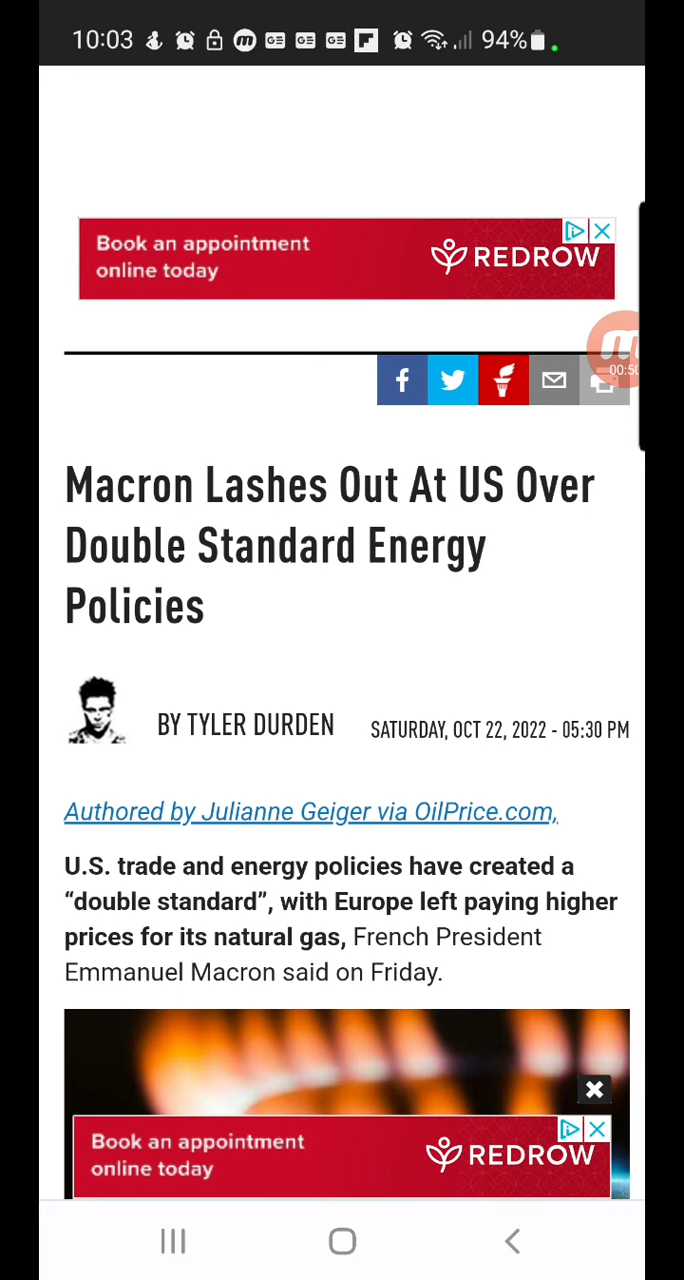 10:03 94%
Book an appointment
online today
REDROW
00:50
Macron Lashes Out At US Over
Double Standard Energy
Policies
BY TYLER DURDEN
SATURDAY, OCT 22, 2022 - 05:30 PM
Authored by Julianne Geiger via OilPrice.com,
U.S. trade and energy policies have created a
“double standard”, with Europe left paying higher
prices for its natural gas, French President
Emmanuel Macron said on Friday.
Book an appointment
online today
REDROW